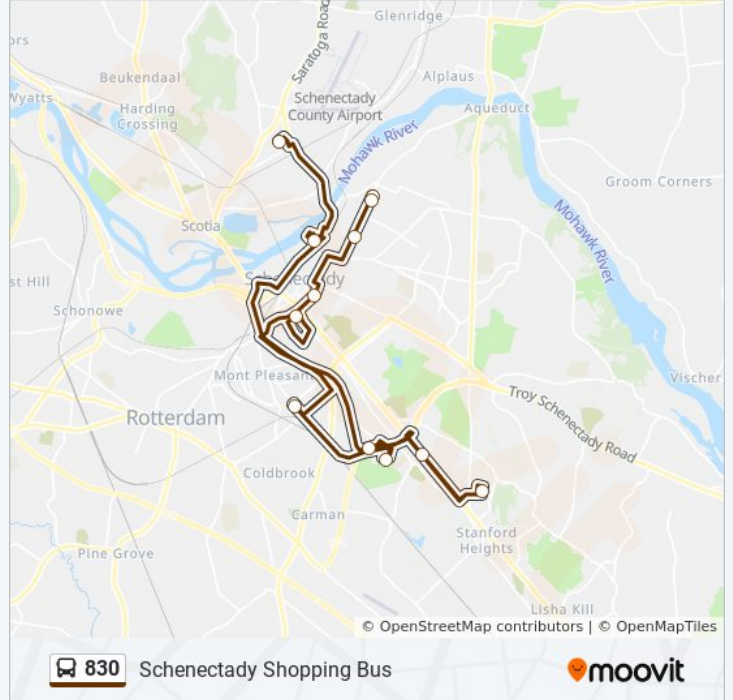 Glenridge
ors
Saratoga Road
Beukendaal
Alplaus
Wyatts
Schenectady
County Airport
Harding
Crossing
Aqueduct
Mohawk River
Groom Corners
Scotia
Mohawk River
st Hill
Schenectady
Schonowe
Mont Pleasant
Vischer
Rotterdam
Troy Schenectady Road
Coldbrook
Carman
Stanford
Heights
Pine Grove
Lisha Kill
© OpenStreetMap contributors | © OpenMapTiles
830 Schenectady Shopping Bus
moovit